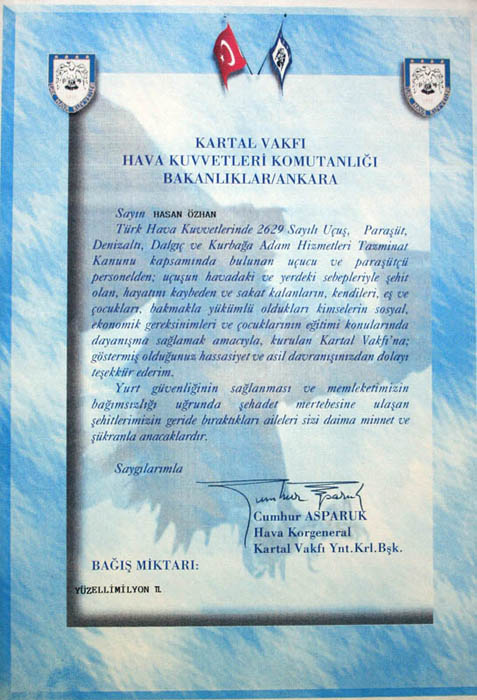 KARTAL VAKFI
HAVA KUVVETLERİ KOMUTANLIĞI
BAKANLIKLAR/ANKARA
Sayın HASAN ÖZHAN
Türk Hava Kuvvetlerinde 2629 Sayılı Uçuş, Paraşüt,
Denizaltı, Dalgıç ve Kurbağa Adam Hizmetleri Tazminat
Kanunu kapsamında bulunan uçucu ve paraşütçü
personelden; uçuşun havadaki ve yerdeki sebepleriyle şehit
olan, hayatını kaybeden ve sakat kalanların, kendileri, eş ve
çocukları, bakmakla yükümlü oldukları kimselerin sosyal,
ekonomik gereksinimleri ve çocuklarının eğitimi konularında
dayanışma sağlamak amacıyla, kurulan Kartal Vakfı'na;
göstermiş olduğunuz hassasiyet ve asil davranışınızdan dolayı
teşekkür ederim.
Yurt güvenliğinin sağlanması ve memleketimizin
bağımsızlığı uğrunda şehadet mertebesine ulaşan
şehitlerimizin geride bıraktıkları aileleri sizi daima minnet ve
şükranla anacaklardır.
Saygılarımla
Cumhur Asparuk
Cumhur ASPARUK
Hava Korgeneral
Kartal Vakfı Ynt.Krl.Bşk.
BAĞIŞ MİKTARI:
YÜZELLİMİLYON TL